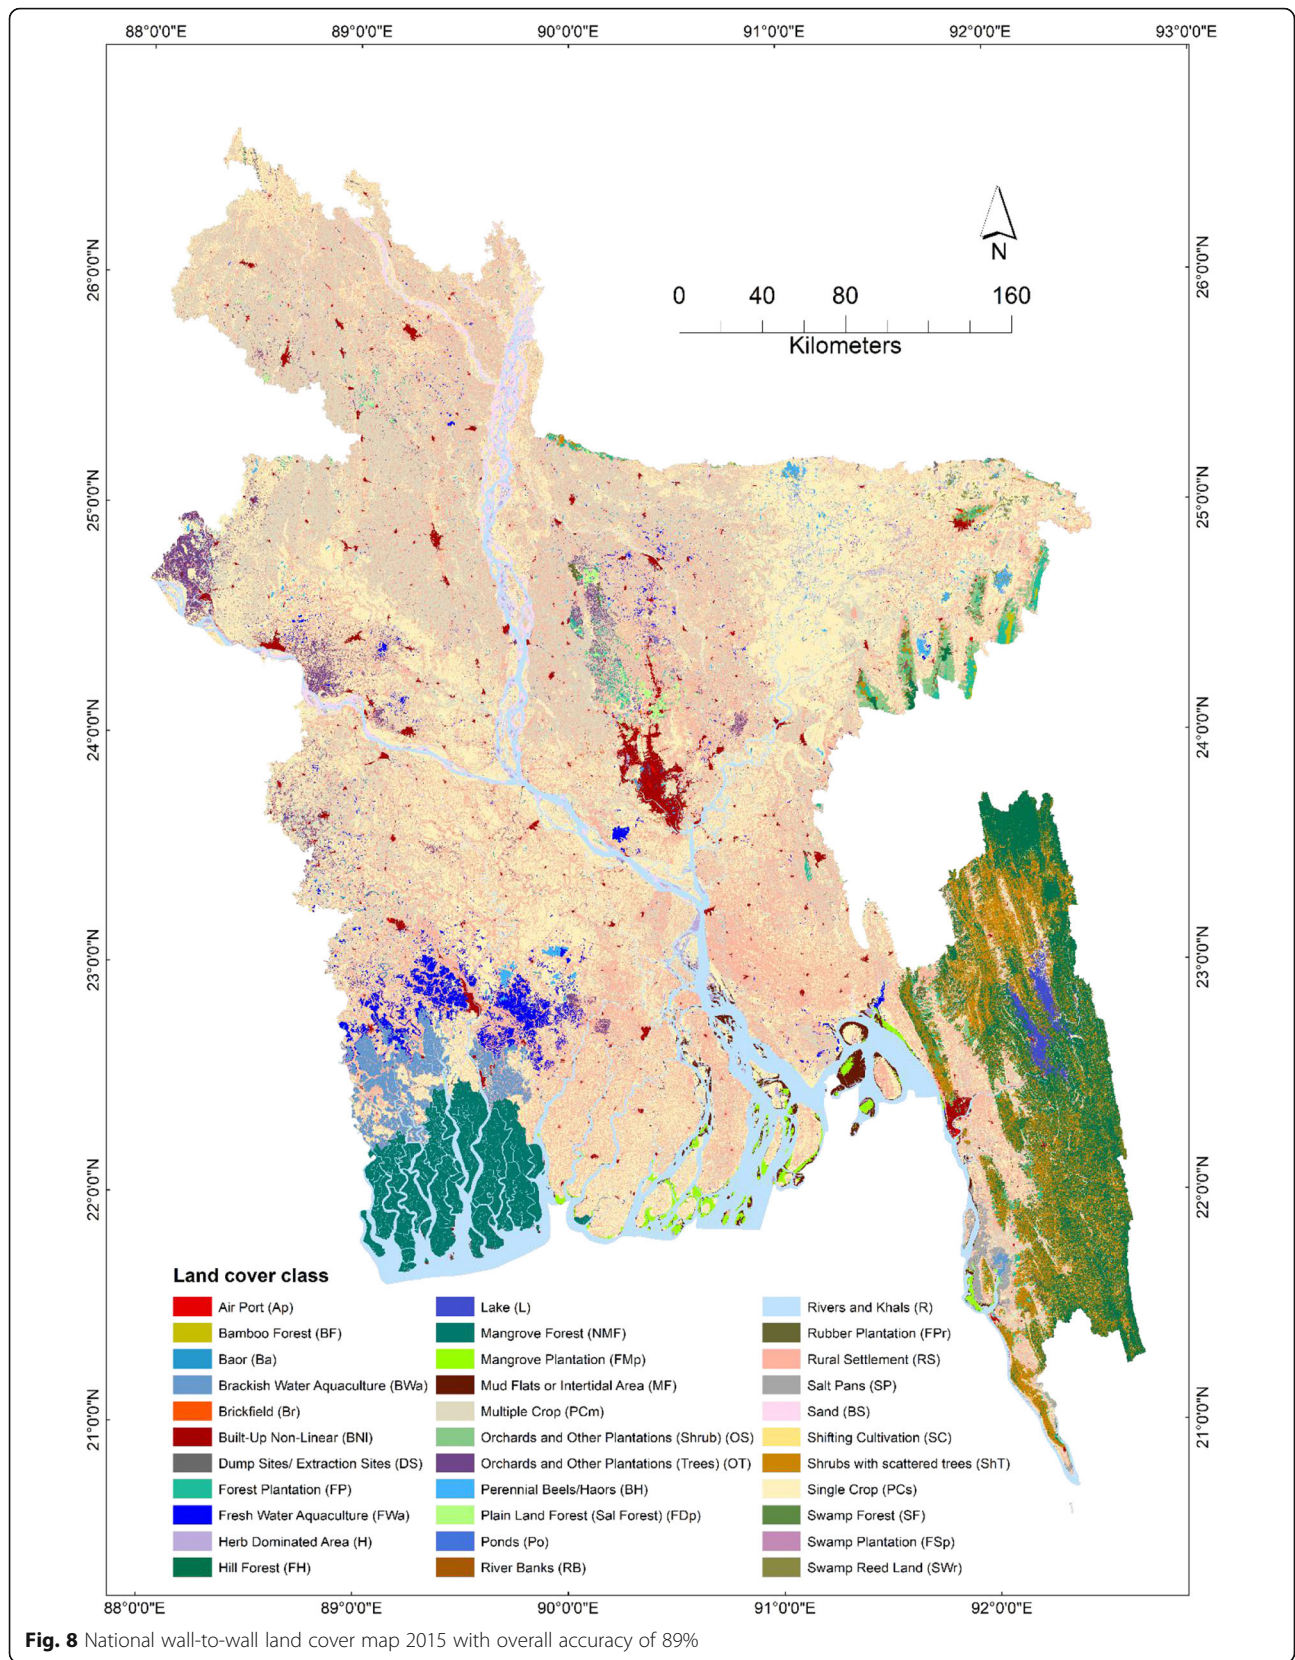 88°0'0"E 89°0'0"E 90°0'0"E 91°0'0"E 92°0'0"E 93°0'0"E
26°0'0"N
25°0'0"N
24°0'0"N
23°0'0"N
22°0'0"N
21°0'0"N
N
0 40 80 160
Kilometers
26°0'0"N
25°0'0"N
24°0'0"N
23°0'0"N
22°0'0"N
21°0'0"N
Land cover class
Air Port (Ap)
Bamboo Forest (BF)
Baor (Ba)
Brackish Water Aquaculture (BWa)
Brickfield (Br)
Built-Up Non-Linear (BNl)
Dump Sites/ Extraction Sites (DS)
Forest Plantation (FP)
Fresh Water Aquaculture (FWa)
Herb Dominated Area (H)
Hill Forest (FH)
Lake (L)
Mangrove Forest (NMF)
Mangrove Plantation (FMp)
Mud Flats or Intertidal Area (MF)
Multiple Crop (PCm)
Orchards and Other Plantations (Shrub) (OS)
Orchards and Other Plantations (Trees) (OT)
Perennial Beels/Haors (BH)
Plain Land Forest (Sal Forest) (FDp)
Ponds (Po)
River Banks (RB)
Rivers and Khals (R)
Rubber Plantation (FPr)
Rural Settlement (RS)
Salt Pans (SP)
Sand (BS)
Shifting Cultivation (SC)
Shrubs with scattered trees (ShT)
Single Crop (PCs)
Swamp Forest (SF)
Swamp Plantation (FSp)
Swamp Reed Land (SWr)
88°0'0"E 89°0'0"E 90°0'0"E 91°0'0"E 92°0'0"E
Fig. 8 National wall-to-wall land cover map 2015 with overall accuracy of 89%